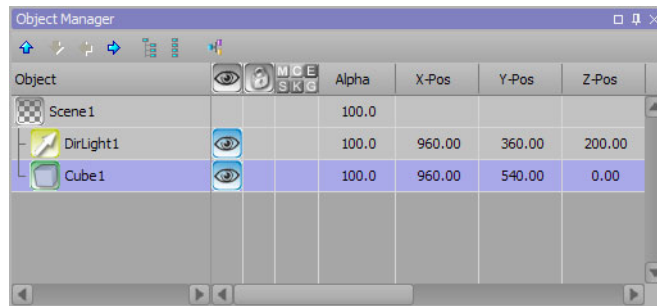 Object Manager
Object M C E S K G Alpha X-Pos Y-Pos Z-Pos
Scene1 100.0
DirLight1 100.0 960.00 360.00 200.00
Cube1 100.0 960.00 540.00 0.00